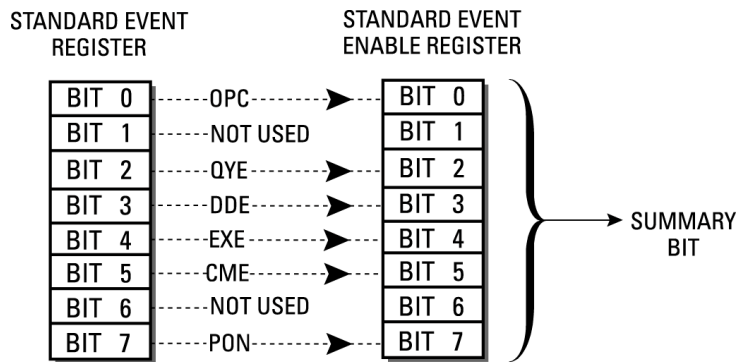 STANDARD EVENT
REGISTER
STANDARD EVENT
ENABLE REGISTER
BIT 0 OPC BIT 0
BIT 1 NOT USED BIT 1
BIT 2 QYE BIT 2
BIT 3 DDE BIT 3
BIT 4 EXE BIT 4
BIT 5 CME BIT 5
BIT 6 NOT USED BIT 6
BIT 7 PON BIT 7
SUMMARY
BIT